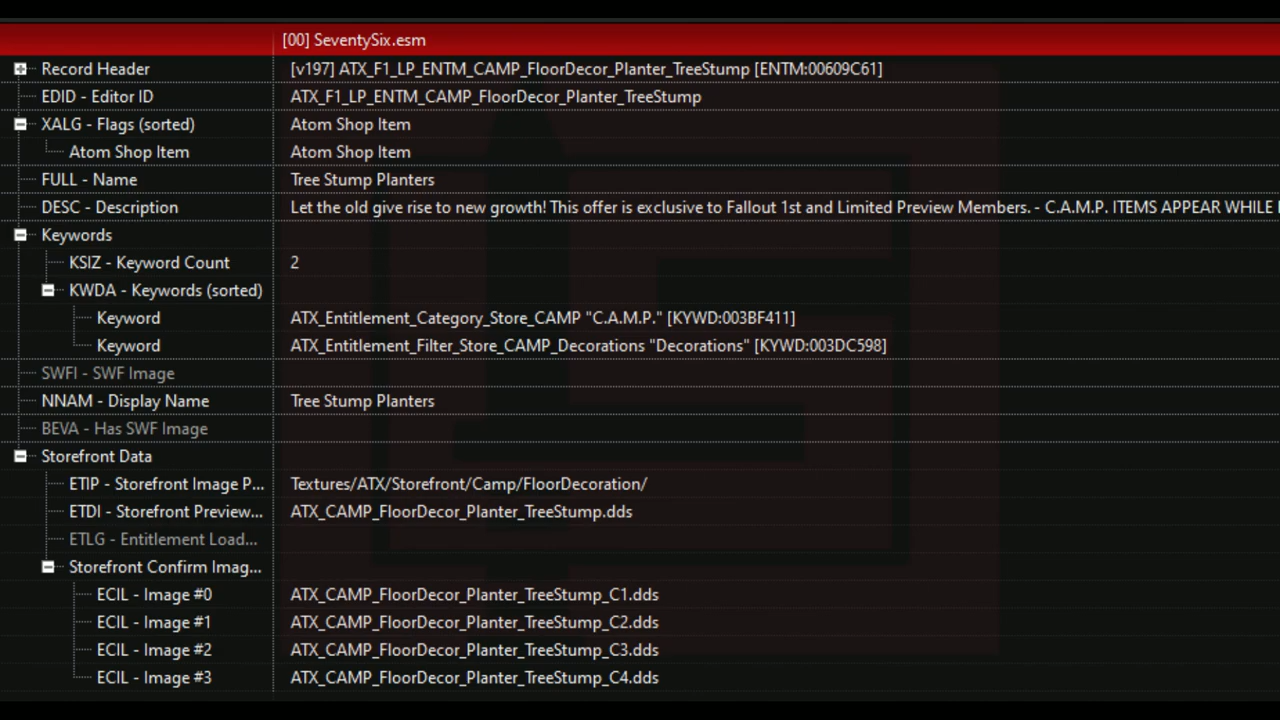 [00] SeventySix.esm
Record Header [v197] ATX_F1_LP_ENTM_CAMP_FloorDecor_Planter_TreeStump [ENTM:00609C61]
EDID - Editor ID ATX_F1_LP_ENTM_CAMP_FloorDecor_Planter_TreeStump
XALG - Flags (sorted) Atom Shop Item
Atom Shop Item Atom Shop Item
FULL - Name Tree Stump Planters
DESC - Description Let the old give rise to new growth! This offer is exclusive to Fallout 1st and Limited Preview Members. - C.A.M.P. ITEMS APPEAR WHILE
Keywords
KSIZ - Keyword Count 2
KWDA - Keywords (sorted)
Keyword ATX_Entitlement_Category_Store_CAMP "C.A.M.P." [KYWD:003BF411]
Keyword ATX_Entitlement_Filter_Store_CAMP_Decorations "Decorations" [KYWD:003DC598]
SWFI - SWF Image
NNAM - Display Name Tree Stump Planters
BEVA - Has SWF Image
Storefront Data
ETIP - Storefront Image P... Textures/ATX/Storefront/Camp/FloorDecoration/
ETDI - Storefront Preview... ATX_CAMP_FloorDecor_Planter_TreeStump.dds
ETLG - Entitlement Load...
Storefront Confirm Imag...
ECIL - Image #0 ATX_CAMP_FloorDecor_Planter_TreeStump_C1.dds
ECIL - Image #1 ATX_CAMP_FloorDecor_Planter_TreeStump_C2.dds
ECIL - Image #2 ATX_CAMP_FloorDecor_Planter_TreeStump_C3.dds
ECIL - Image #3 ATX_CAMP_FloorDecor_Planter_TreeStump_C4.dds